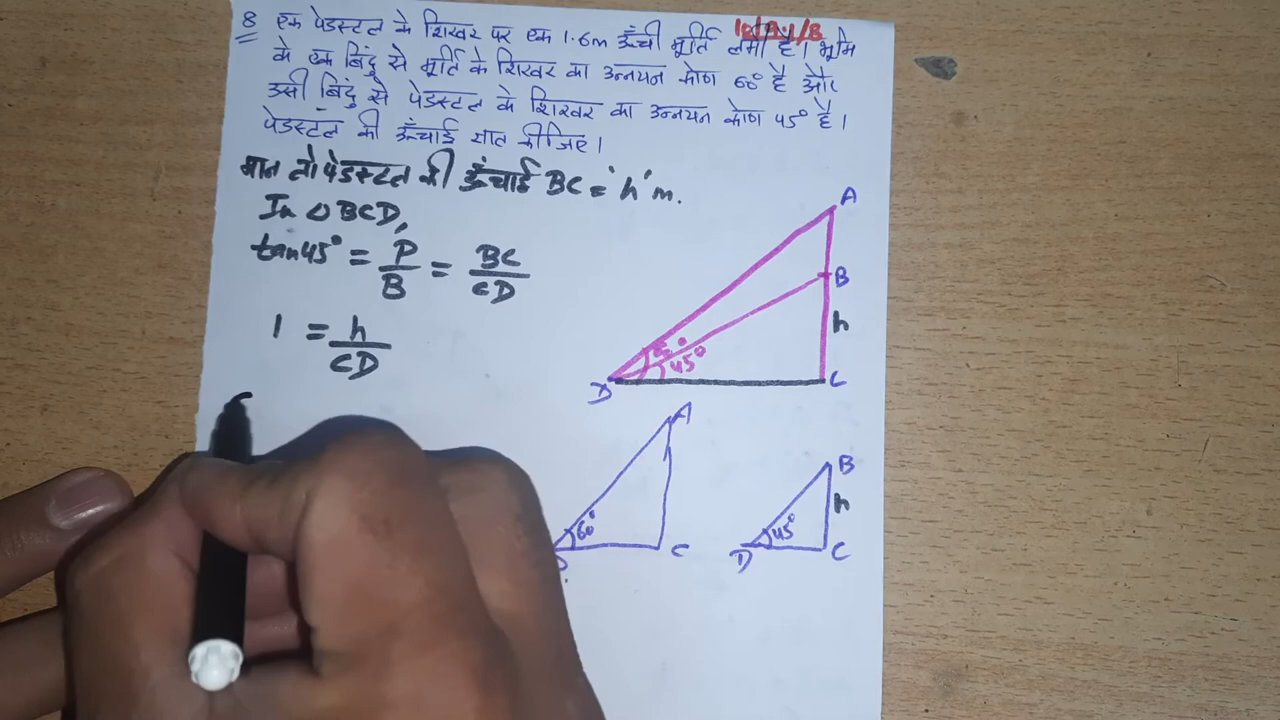 8 एक पेडस्टल के शिखर पर एक 1.6m ऊँची मूर्ति लगी है। भूमि
के एक बिंदु से मूर्ति के शिखर का उन्नयन कोण 60° है और
उसी बिंदु से पेडस्टल के शिखर का उन्नयन कोण 45° है।
पेडस्टल की ऊँचाई ज्ञात कीजिए।
मान लो पेडस्टल की ऊँचाई BC = 'h' m.
In △BCD,
tan45° = P/B = BC/CD
1 = h/CD
A
B
h
45°
D
C
A
60°
C
B
h
45°
D
C